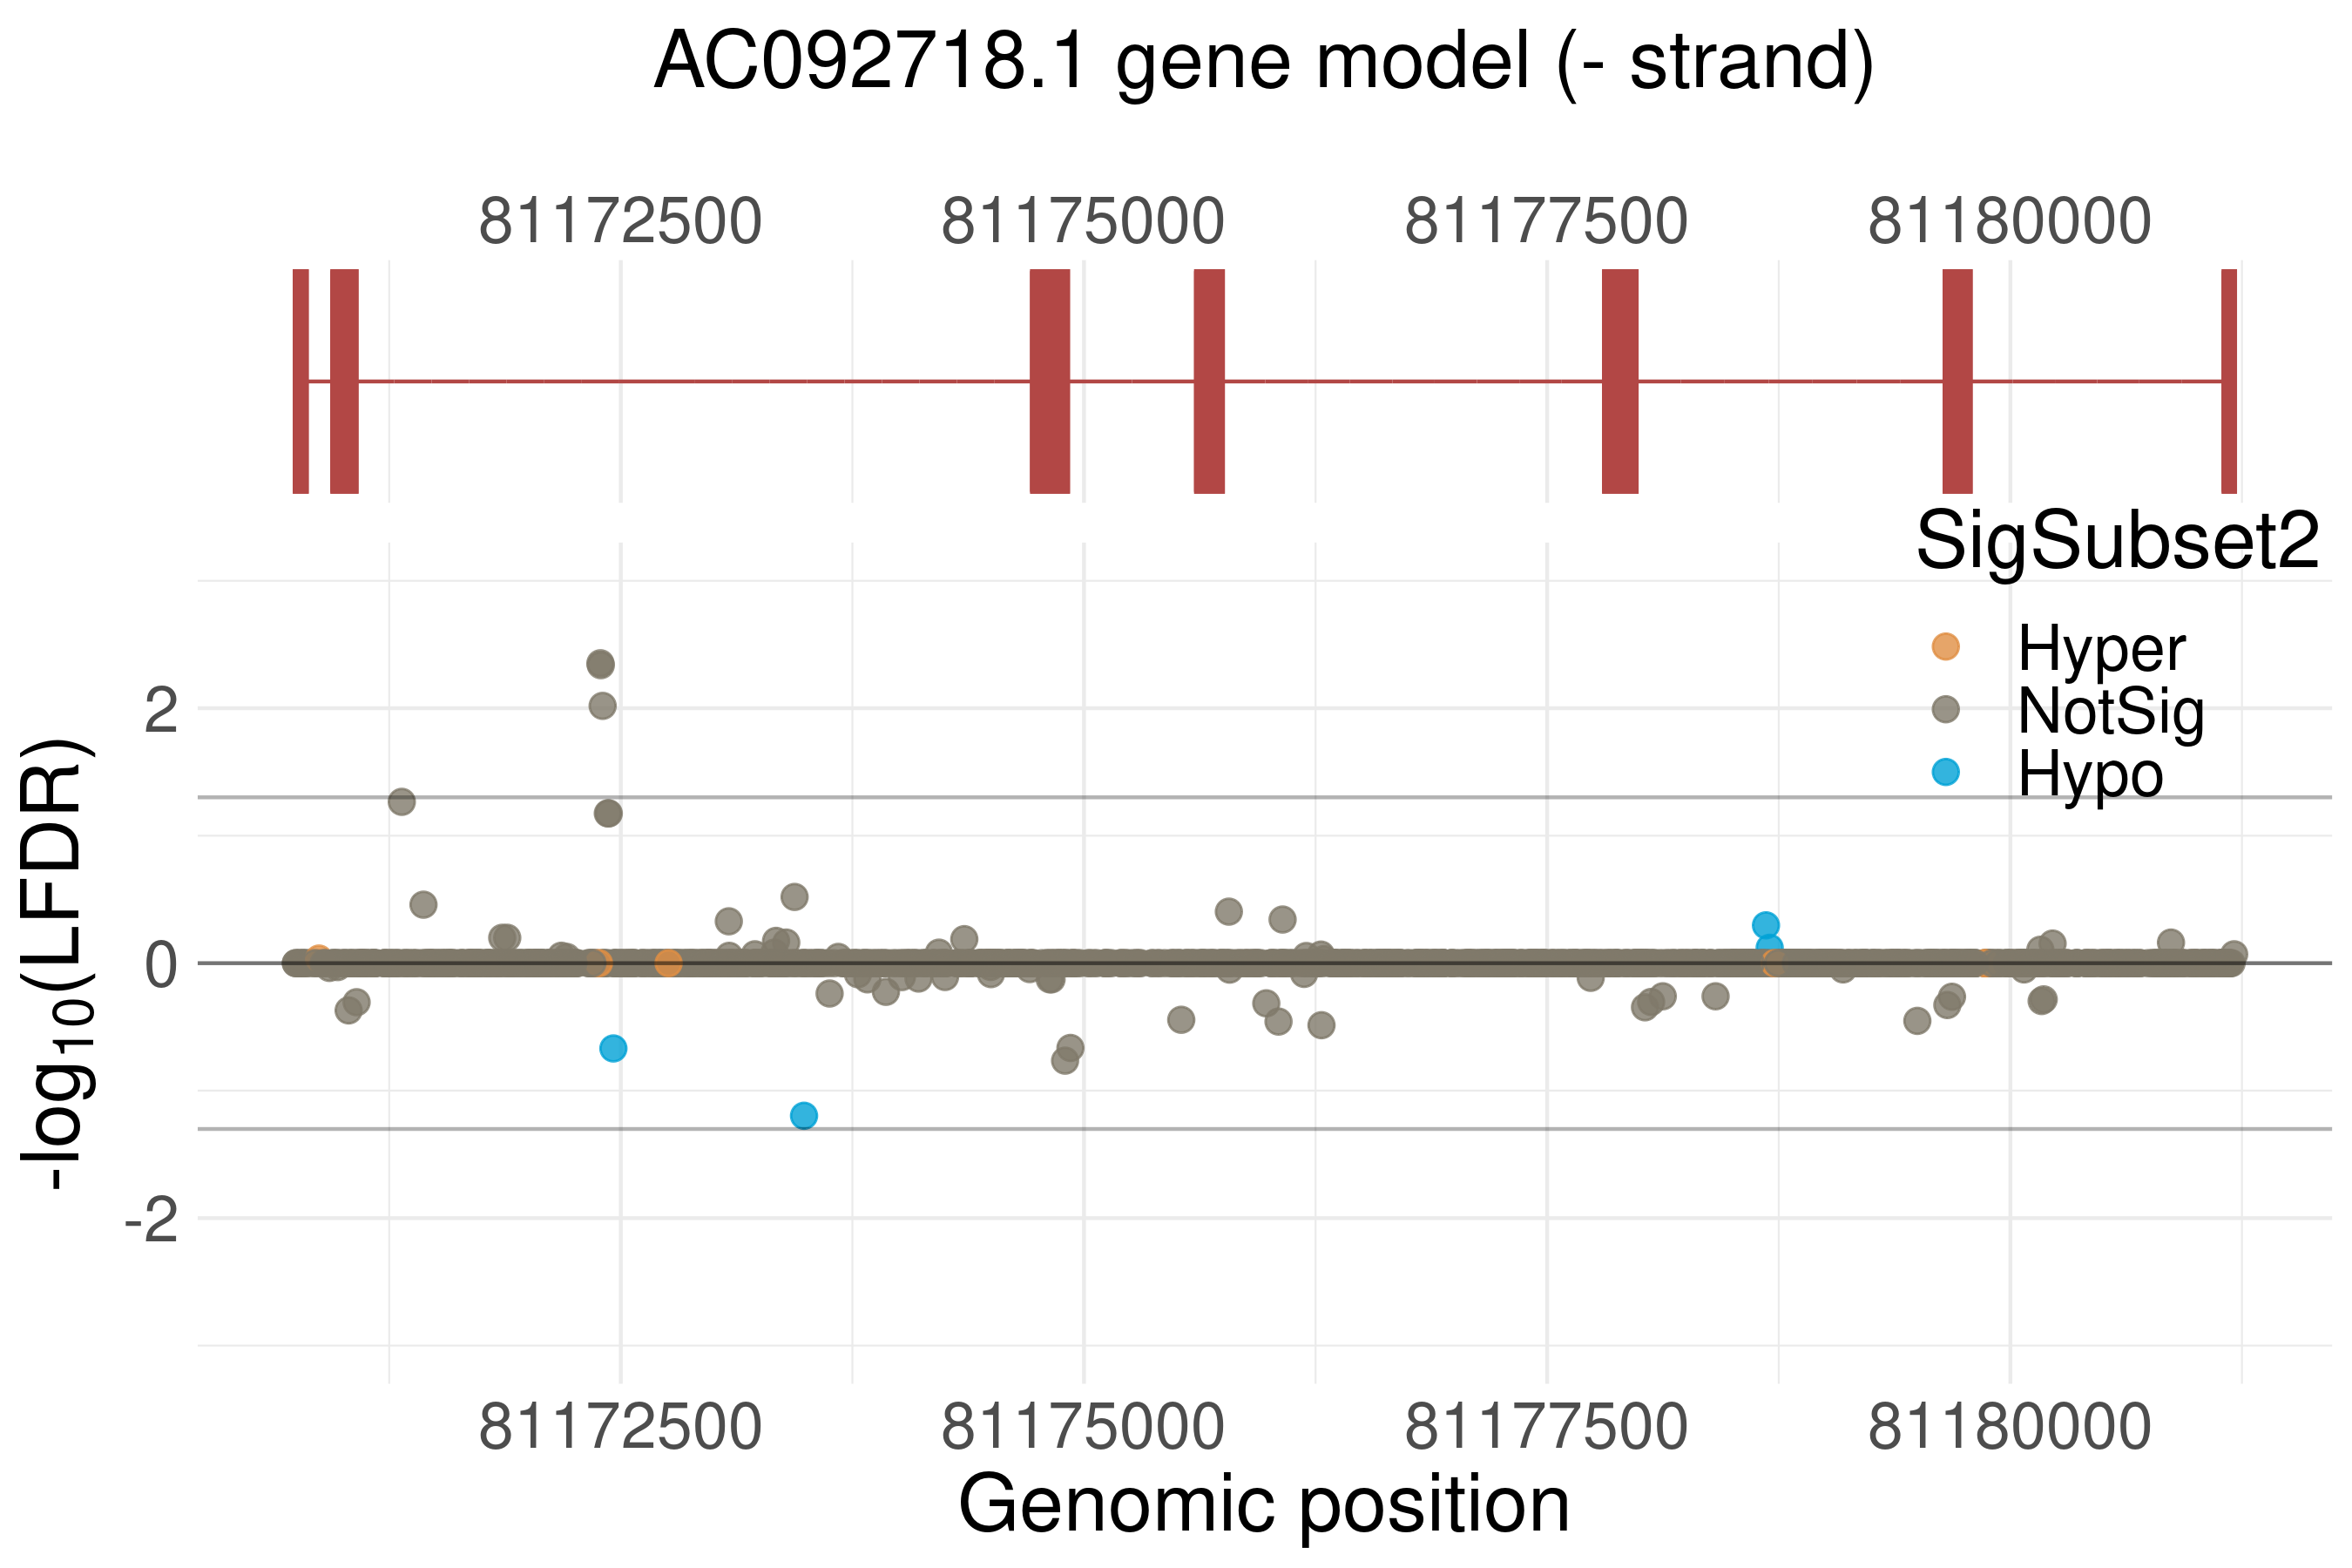 AC092718.1 gene model (- strand)
81172500 81175000 81177500 81180000
SigSubset2
Hyper
NotSig
Hypo
2
0
-2
-log10(LFDR)
81172500 81175000 81177500 81180000
Genomic position